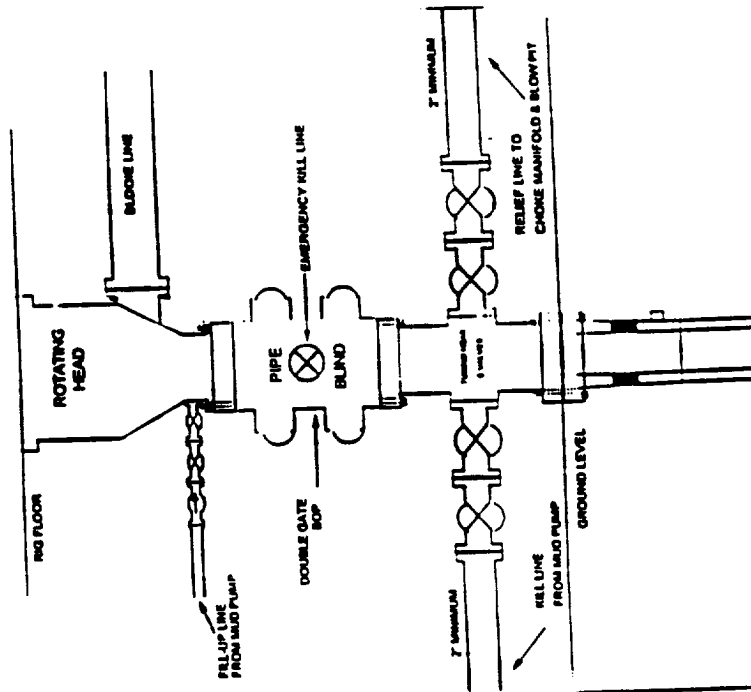 RIG FLOOR
ROTATING
HEAD
BLOOIE LINE
FILL-UP LINE
FROM MUD PUMP
PIPE
BLIND
EMERGENCY KILL LINE
DOUBLE GATE
BOP
2" MINIMUM
2" MINIMUM
RELIEF LINE TO
CHOKE MANIFOLD & BLOW PIT
& VALVES
KILL LINE
FROM MUD PUMP
GROUND LEVEL